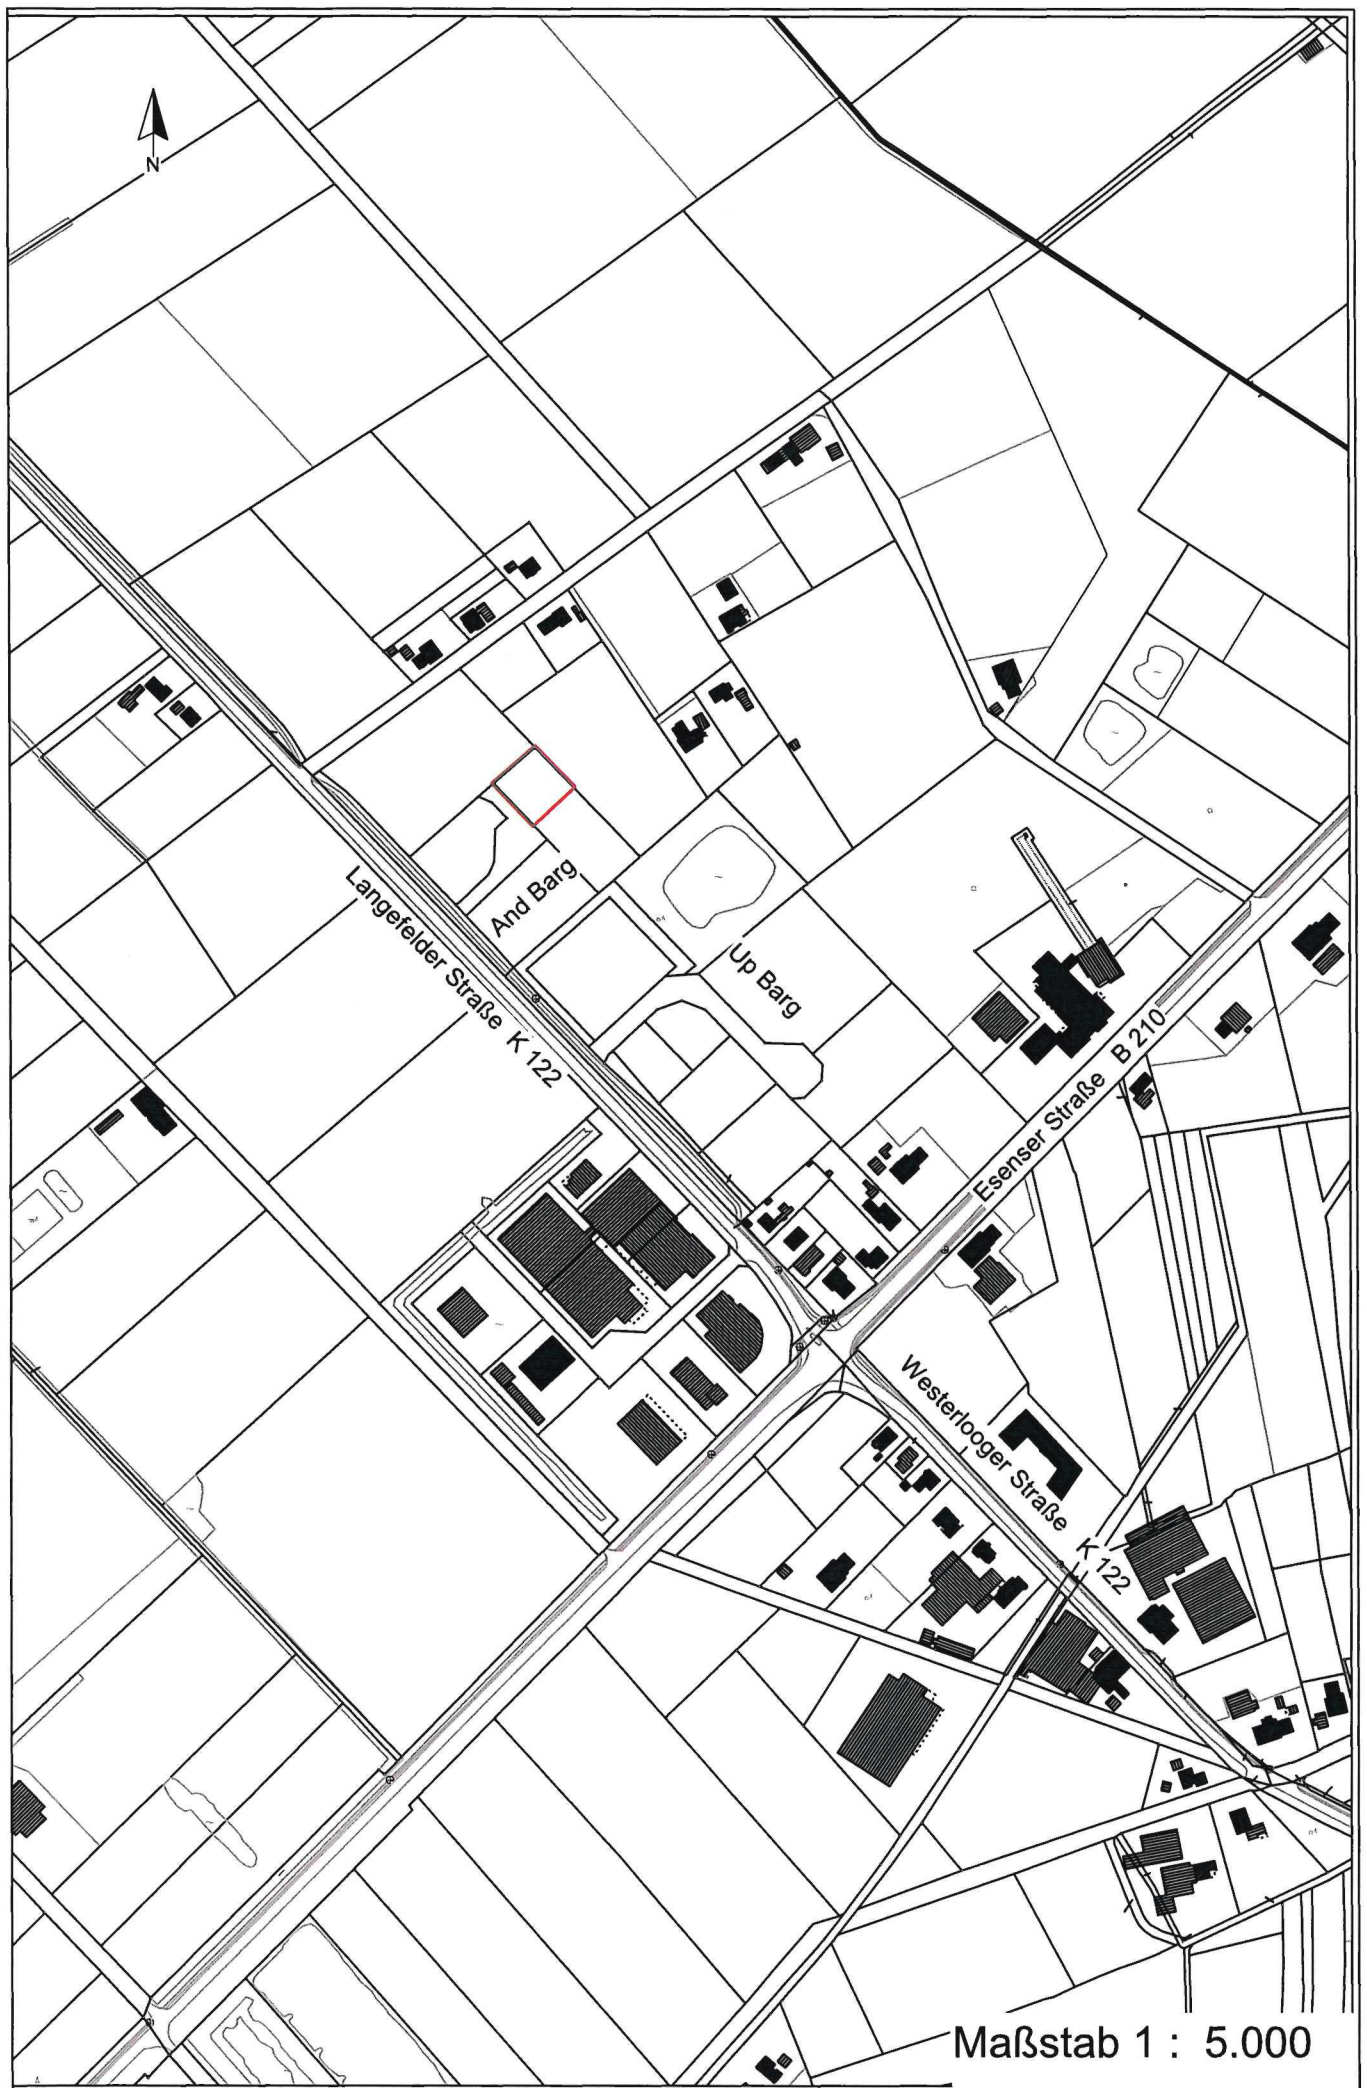 N
And Barg
Langefelder Straße K 122
Up Barg
Esenser Straße B 210
Westerlooger Straße K 122
Maßstab 1 : 5.000